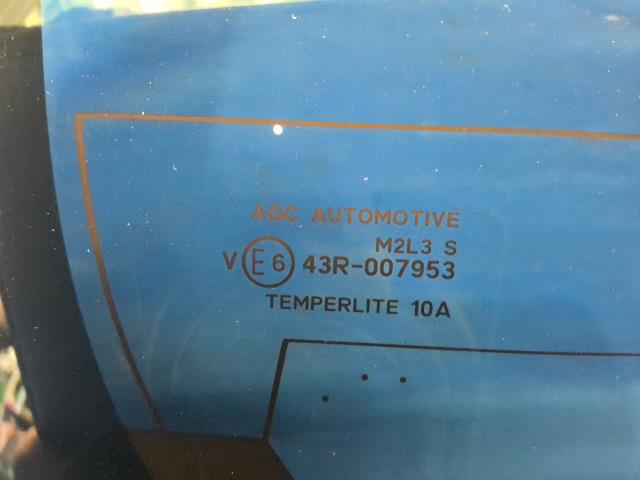 AGC AUTOMOTIVE
M2L3 S
V E6 43R-007953
TEMPERLITE 10A